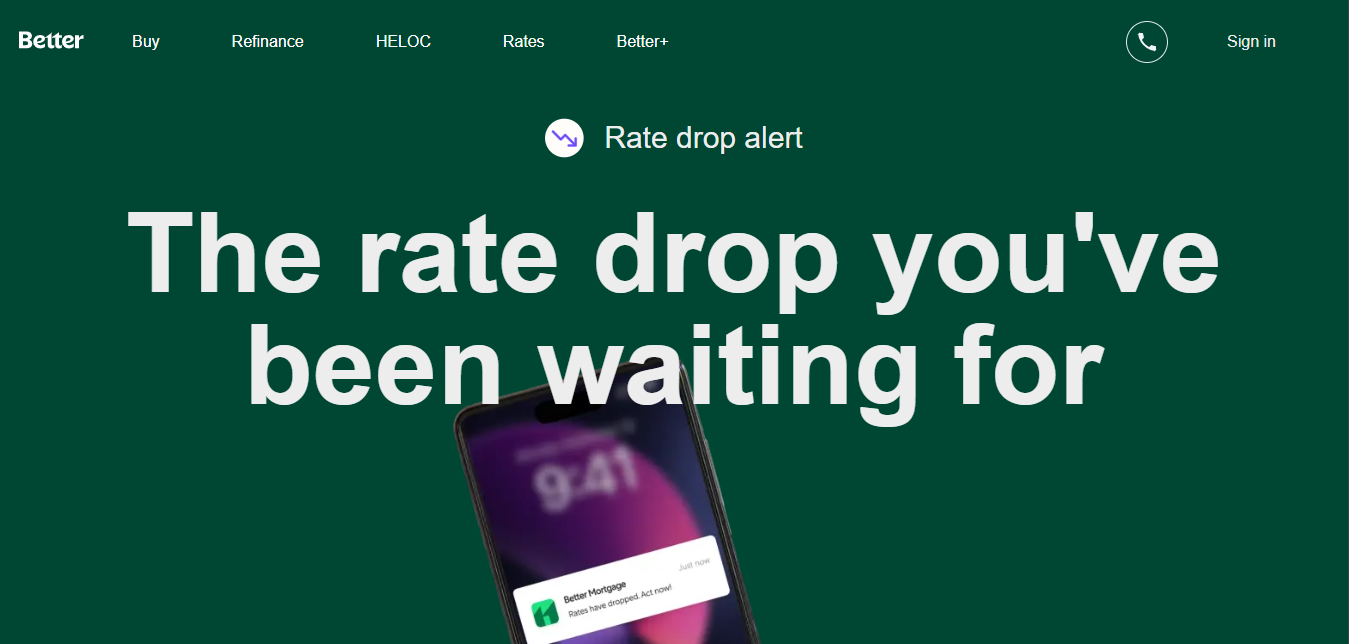 Better Buy Refinance HELOC Rates Better+ Sign in
Rate drop alert
The rate drop you've
been waiting for
9:41
Just now
Better Mortgage
Rates have dropped. Act now!